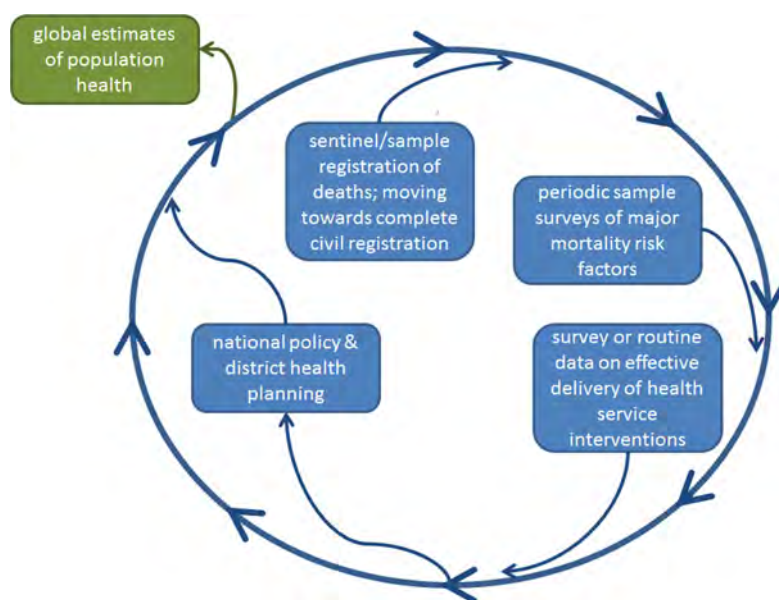 global estimates
of population
health
sentinel/sample
registration of
deaths; moving
towards complete
civil registration
periodic sample
surveys of major
mortality risk
factors
survey or routine
data on effective
delivery of health
service
interventions
national policy &
district health
planning